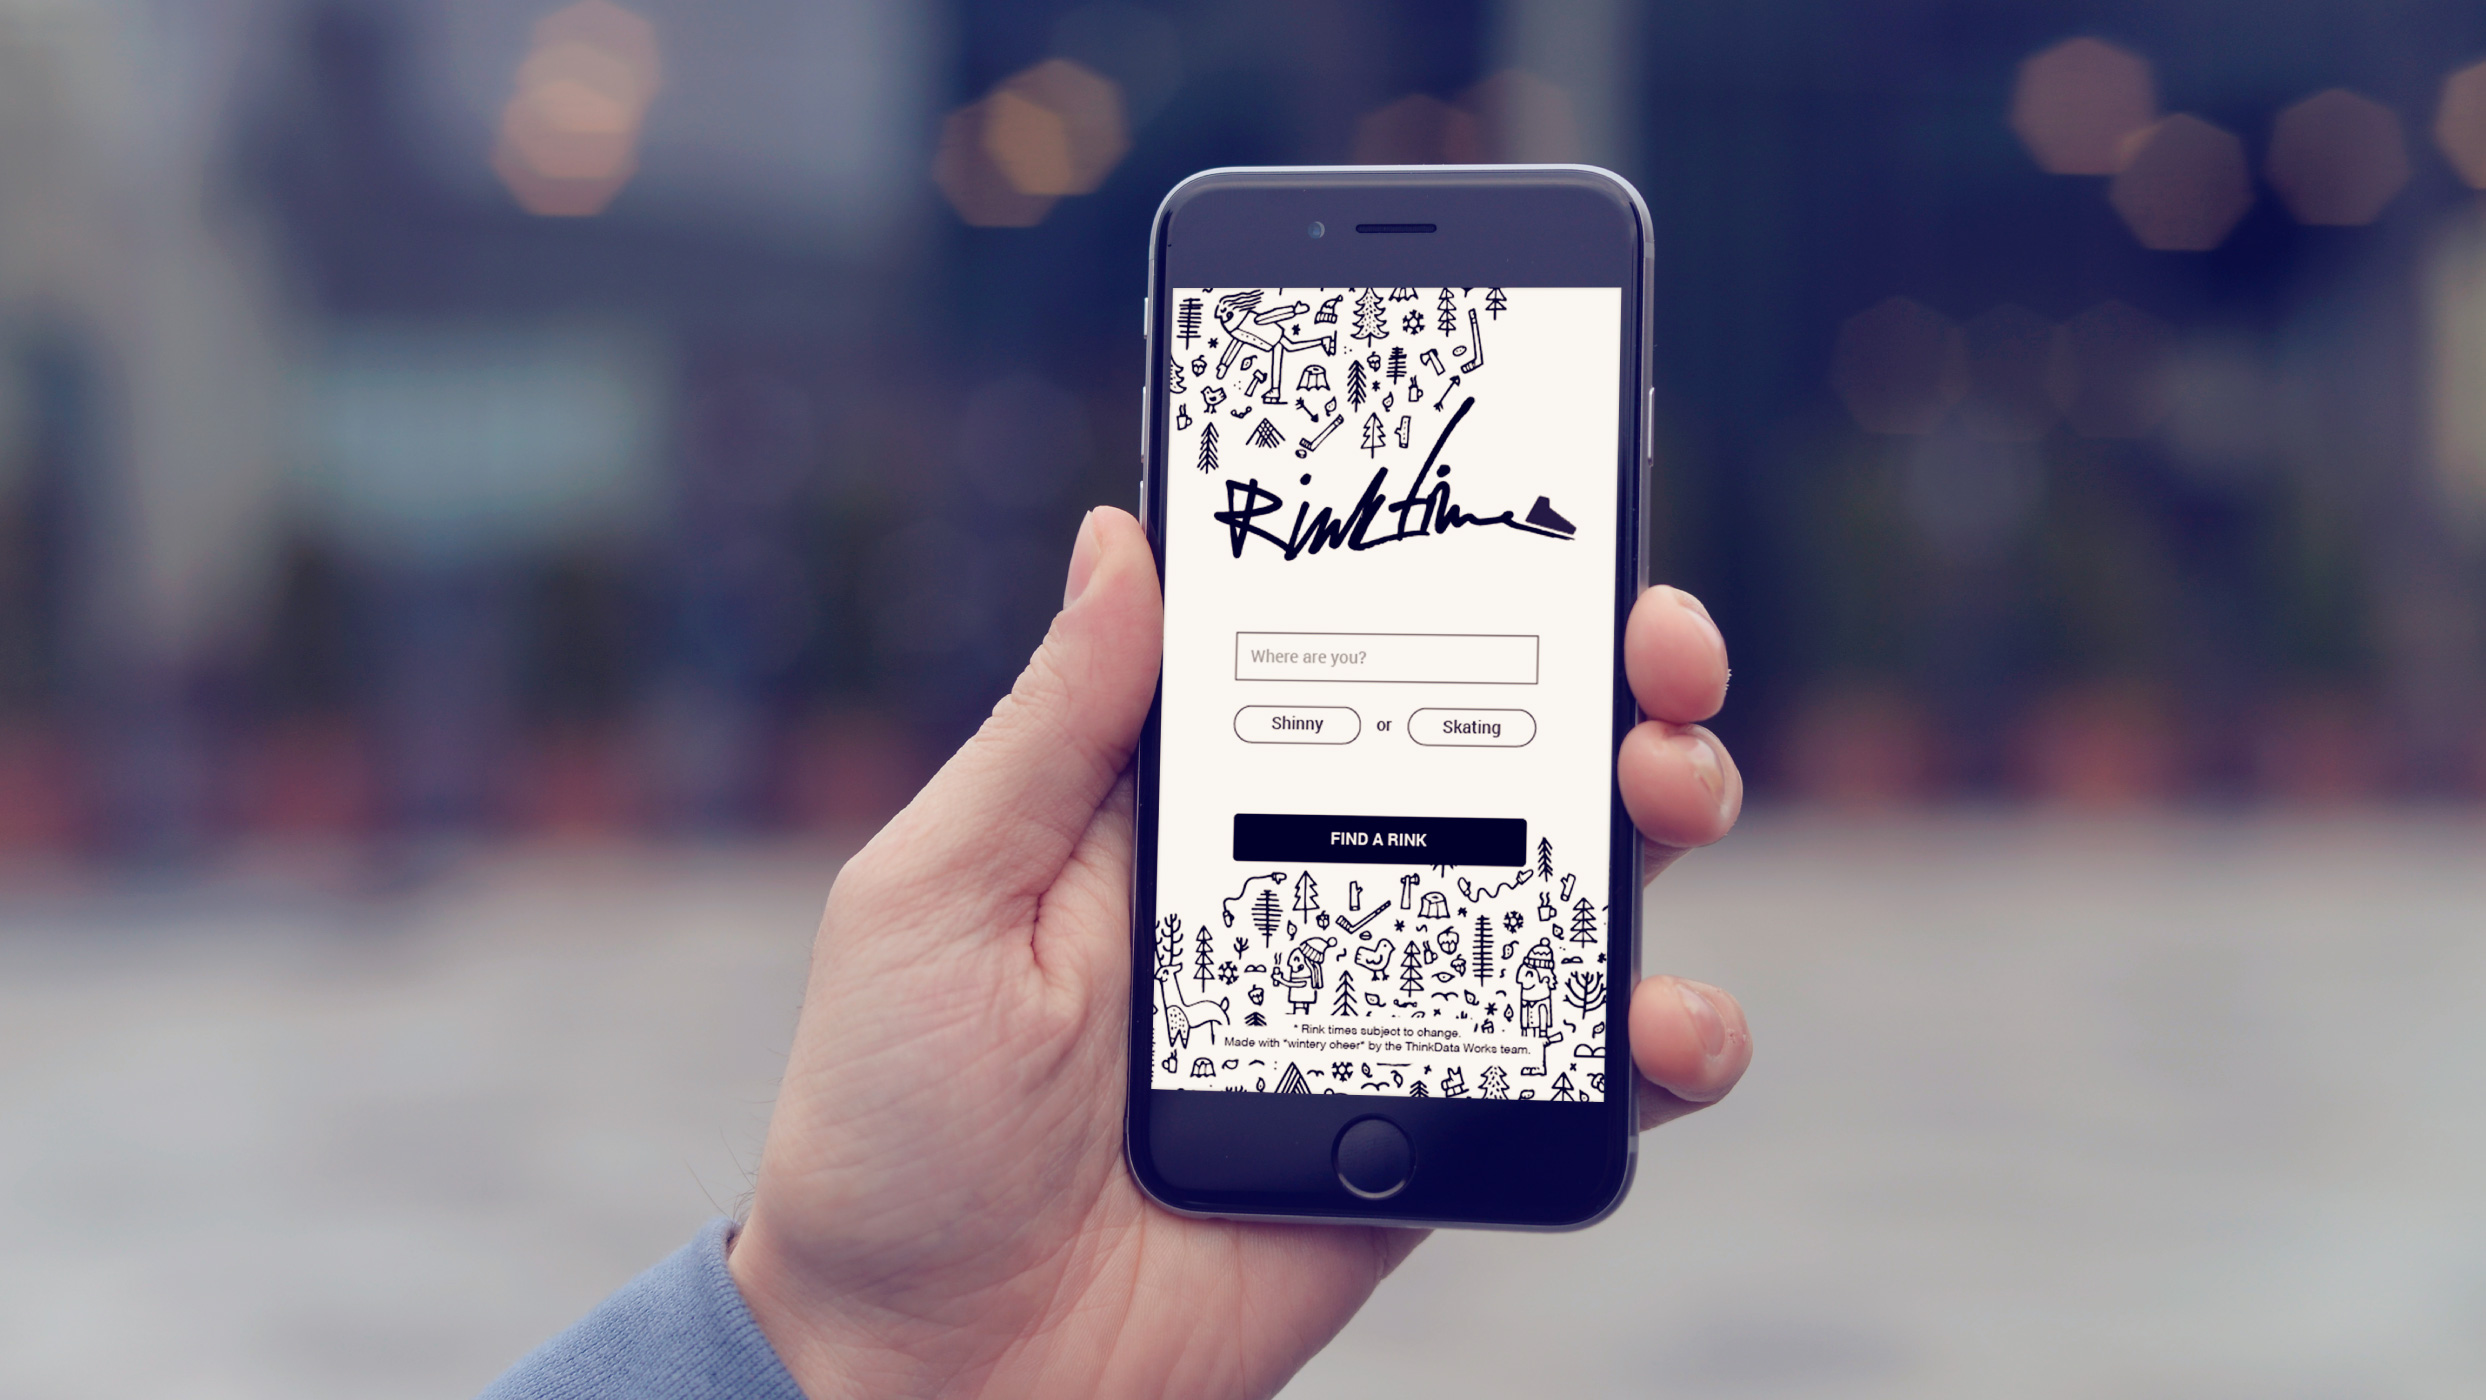 Rinktime
Where are you?
Shinny or Skating
FIND A RINK
* Rink times subject to change.
Made with *wintery cheer* by the ThinkData Works team.